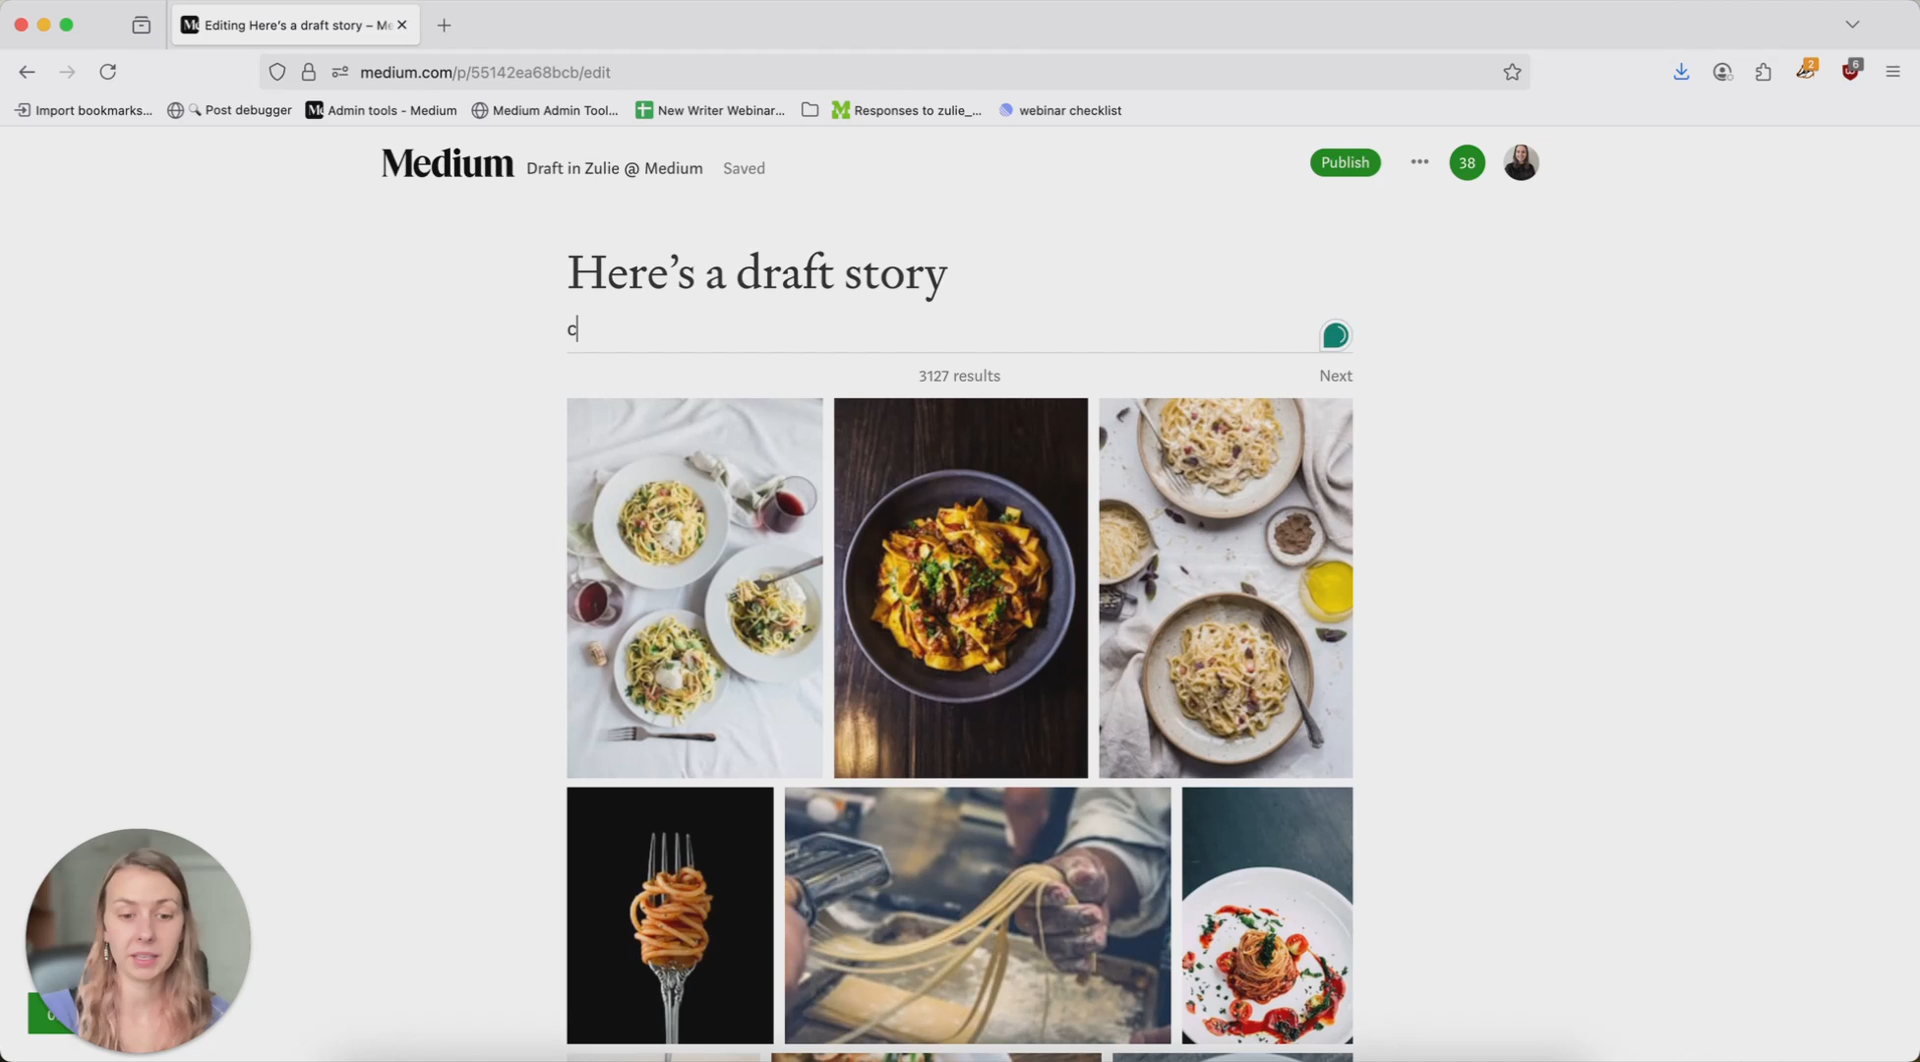 Editing Here's a draft story – Me
medium.com/p/55142ea68bcb/edit
2
6
Import bookmarks...
Post debugger
Admin tools - Medium
Medium Admin Tool...
New Writer Webinar...
Responses to zulie_...
webinar checklist
Medium
Draft in Zulie @ Medium
Saved
Publish
38
Here’s a draft story
c
3127 results
Next